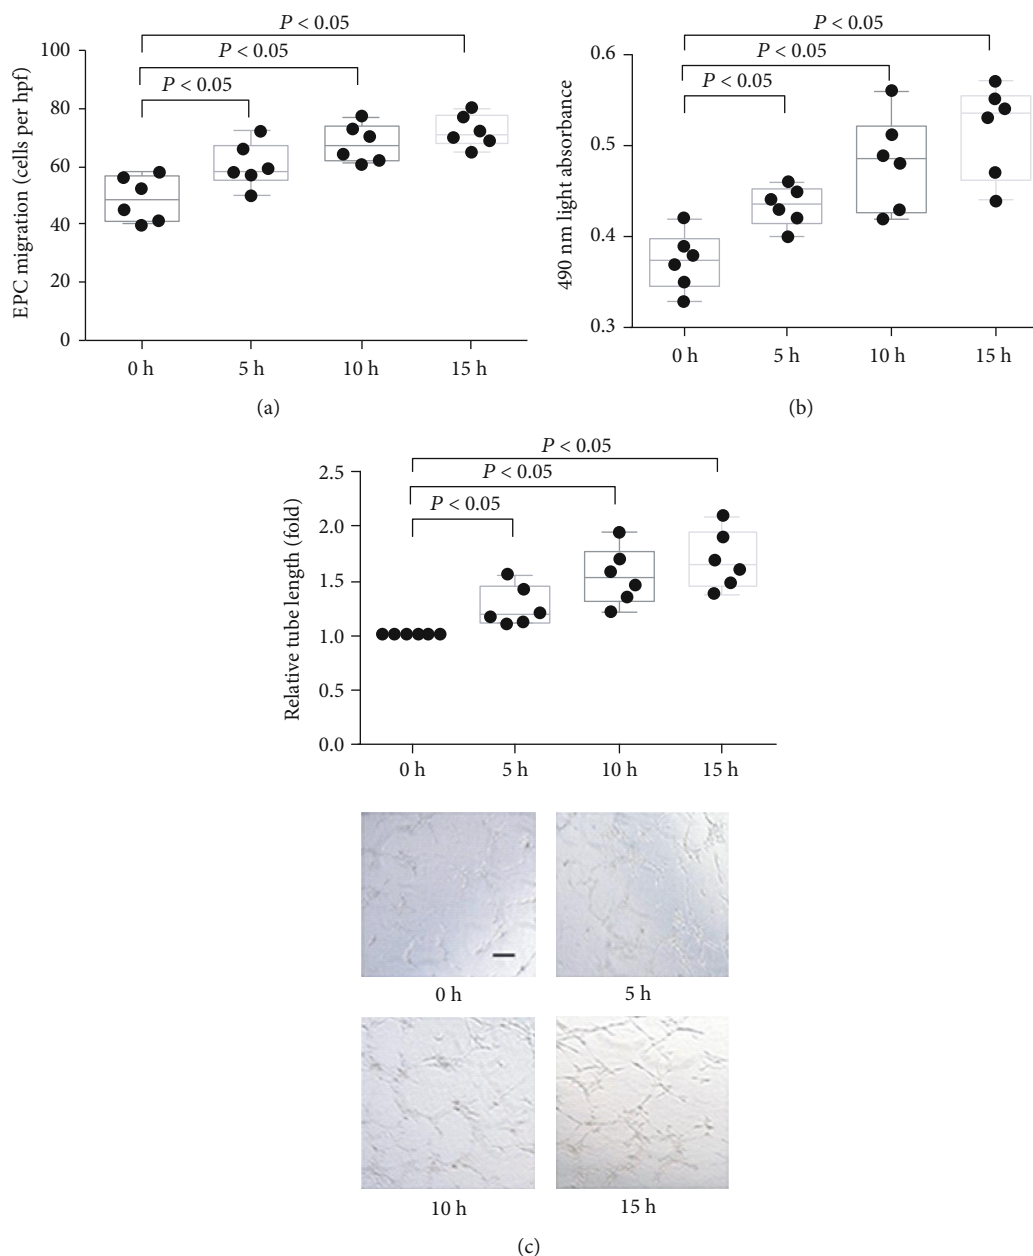 P < 0.05
P < 0.05
P < 0.05
EPC migration (cells per hpf)
100
80
60
40
20
0
0 h 5 h 10 h 15 h
(a)
P < 0.05
P < 0.05
P < 0.05
490 nm light absorbance
0.6
0.5
0.4
0.3
0 h 5 h 10 h 15 h
(b)
P < 0.05
P < 0.05
P < 0.05
Relative tube length (fold)
2.5
2.0
1.5
1.0
0.5
0.0
0 h 5 h 10 h 15 h
0 h 5 h
10 h 15 h
(c)